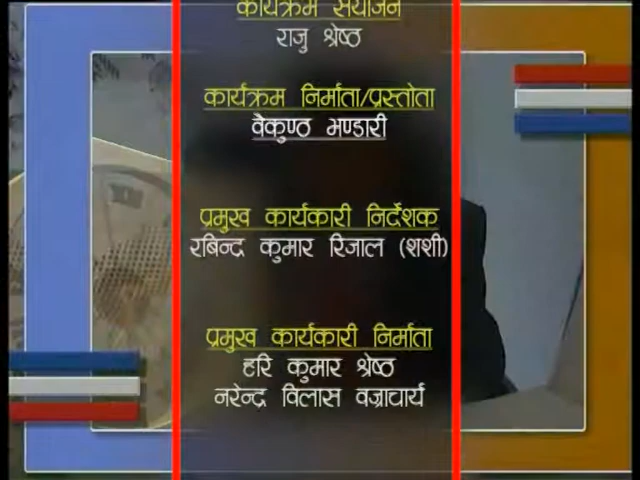 कार्यक्रम संयोजन
राजु श्रेष्ठ
कार्यक्रम निर्माता/प्रस्तोता
वैकुण्ठ भण्डारी
प्रमुख कार्यकारी निर्देशक
रबिन्द्र कुमार रिजाल (शशी)
प्रमुख कार्यकारी निर्माता
हरि कुमार श्रेष्ठ
नरेन्द्र विलास वज्राचार्य